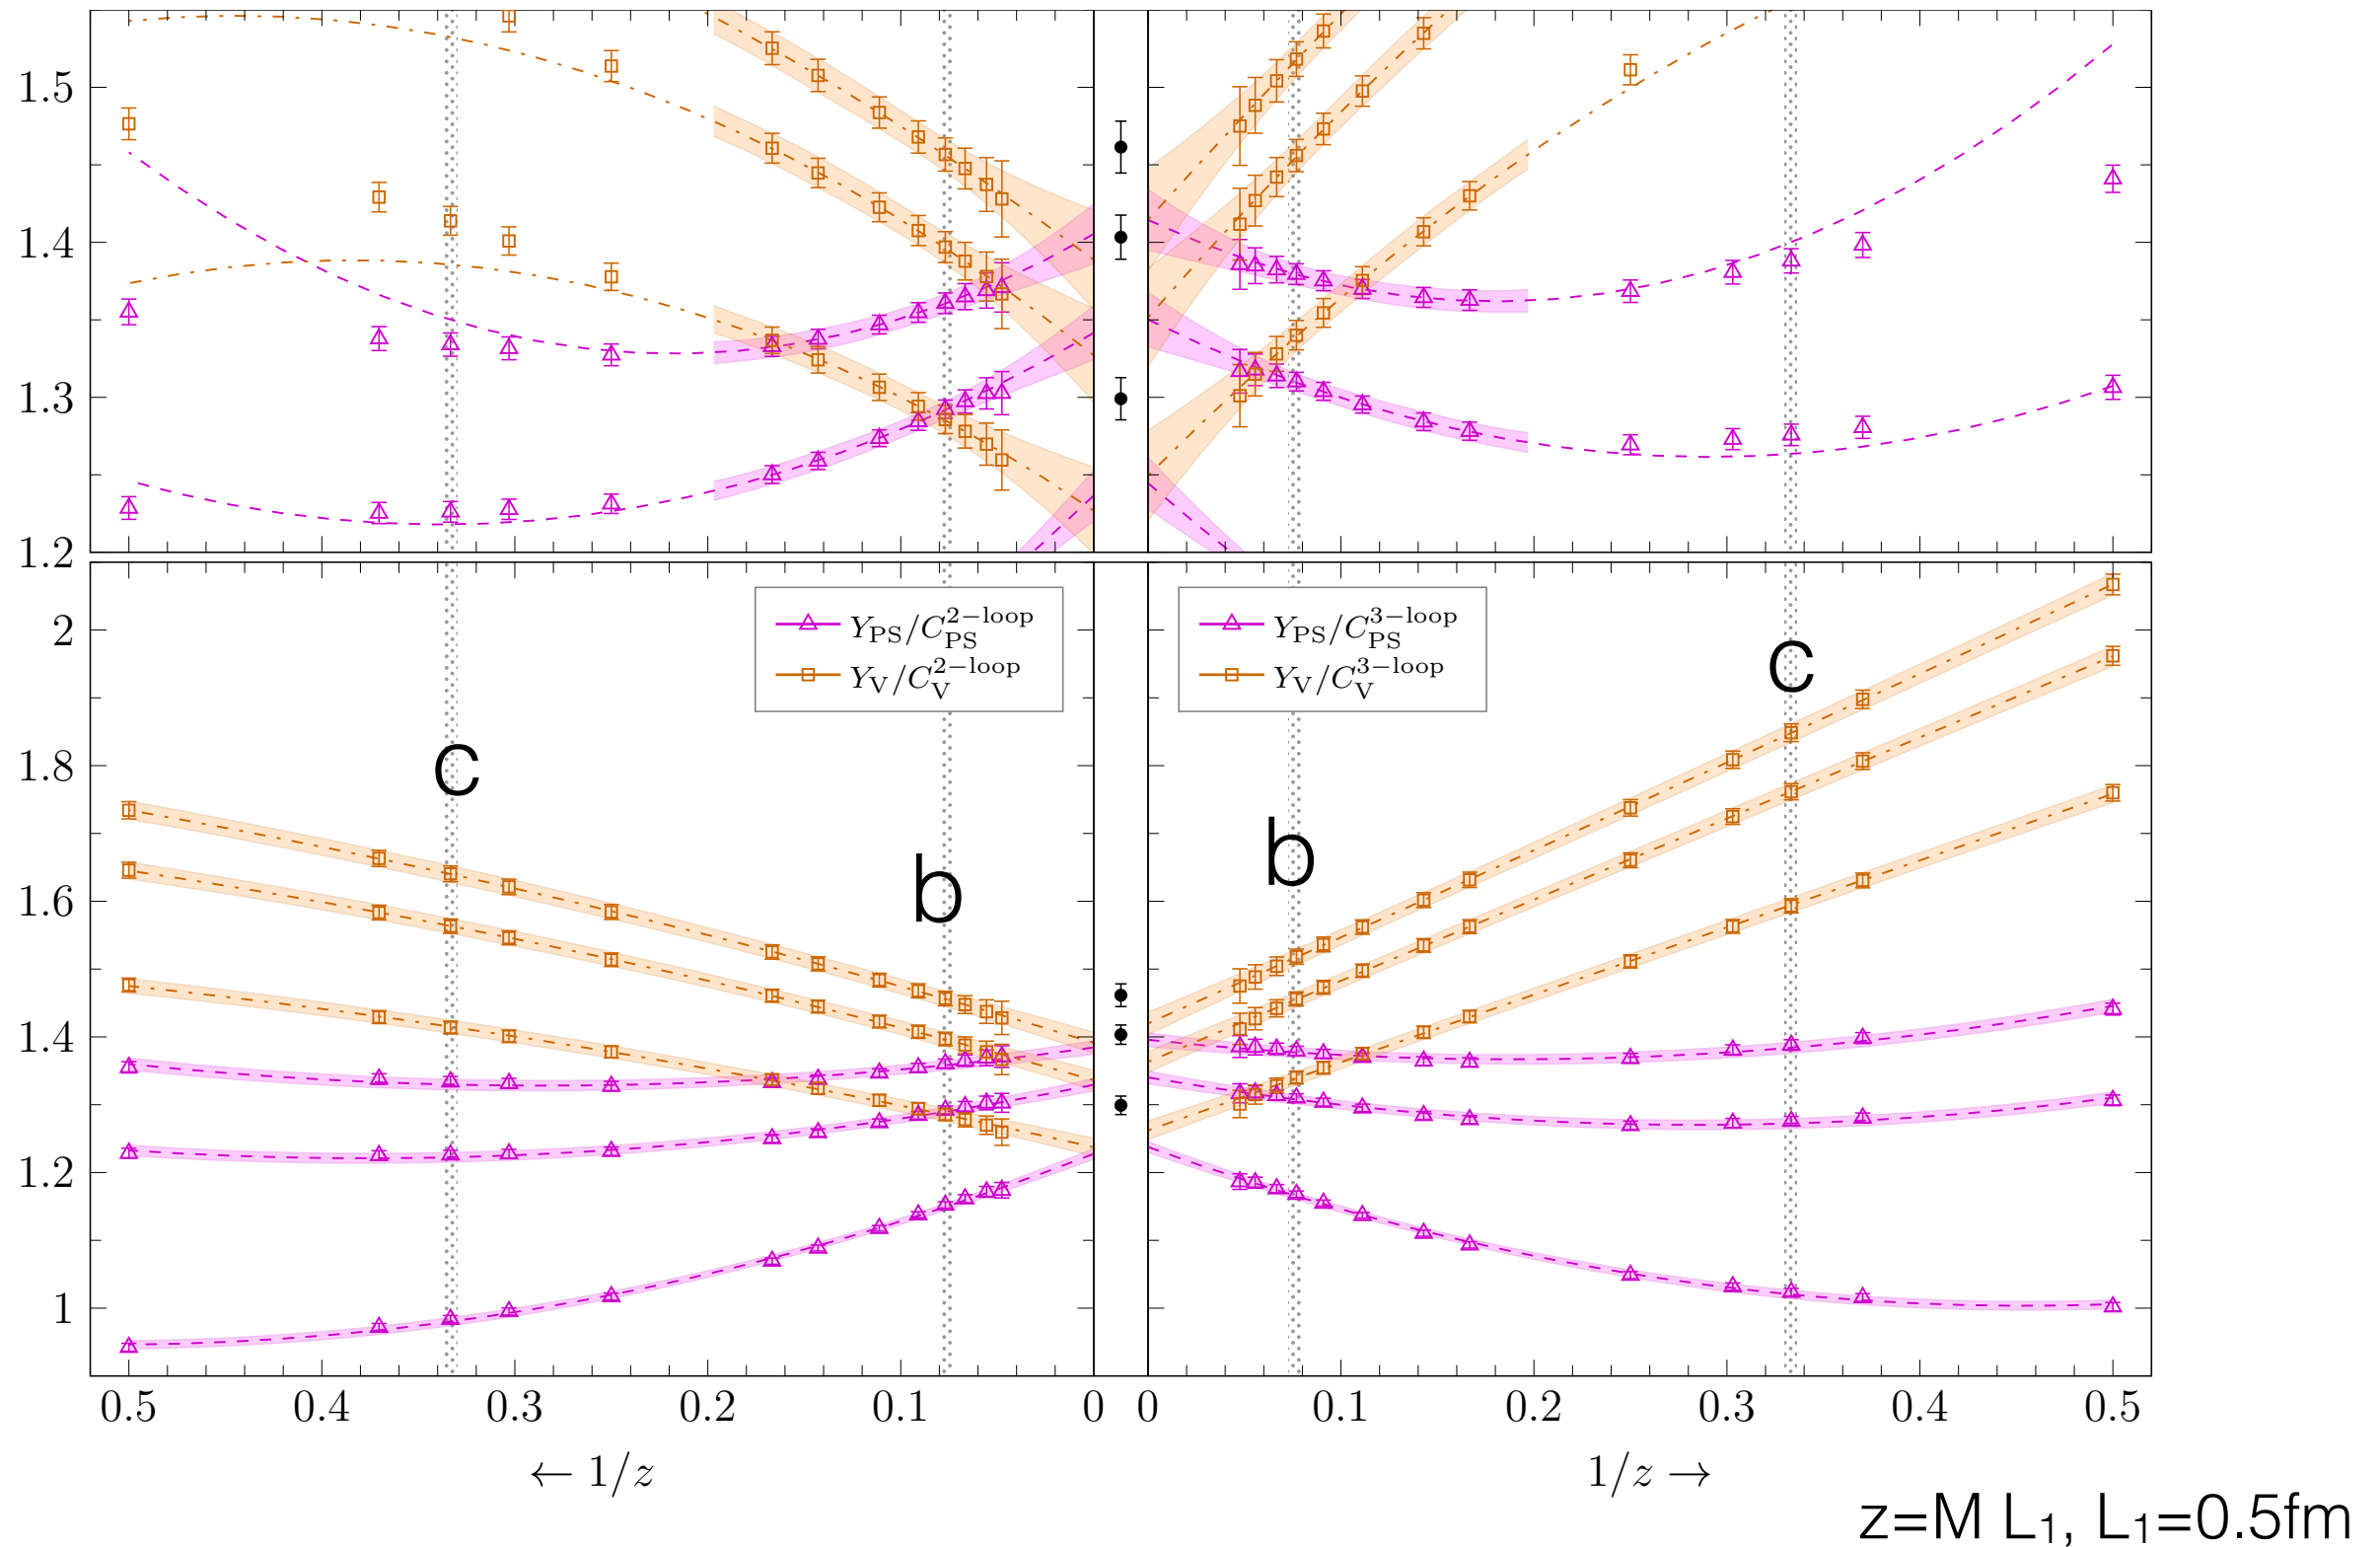 1.5
1.4
1.3
1.2
2
1.8
1.6
1.4
1.2
1
Y_PS/C_PS^2−loop
Y_V/C_V^2−loop
Y_PS/C_PS^3−loop
Y_V/C_V^3−loop
c
b
b
c
0.5 0.4 0.3 0.2 0.1 0 0 0.1 0.2 0.3 0.4 0.5
← 1/z
1/z →
z=M L₁, L₁=0.5fm